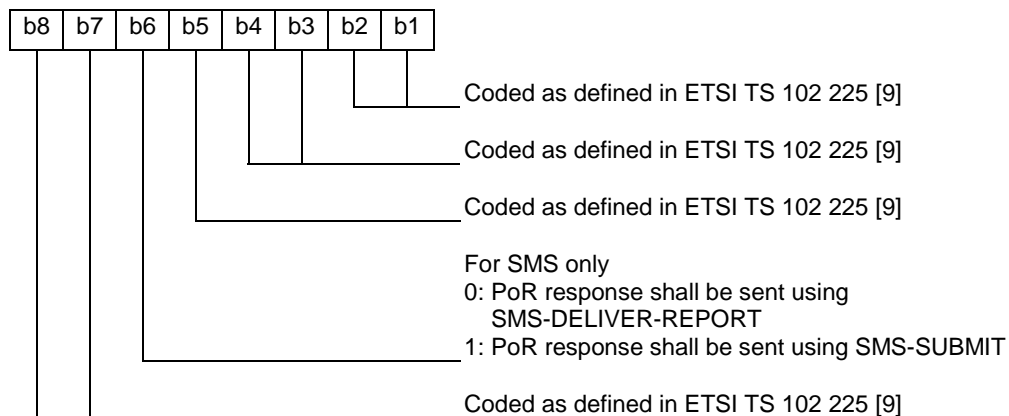 b8 b7 b6 b5 b4 b3 b2 b1
Coded as defined in ETSI TS 102 225 [9]
Coded as defined in ETSI TS 102 225 [9]
Coded as defined in ETSI TS 102 225 [9]
For SMS only
0: PoR response shall be sent using
SMS-DELIVER-REPORT
1: PoR response shall be sent using SMS-SUBMIT
Coded as defined in ETSI TS 102 225 [9]